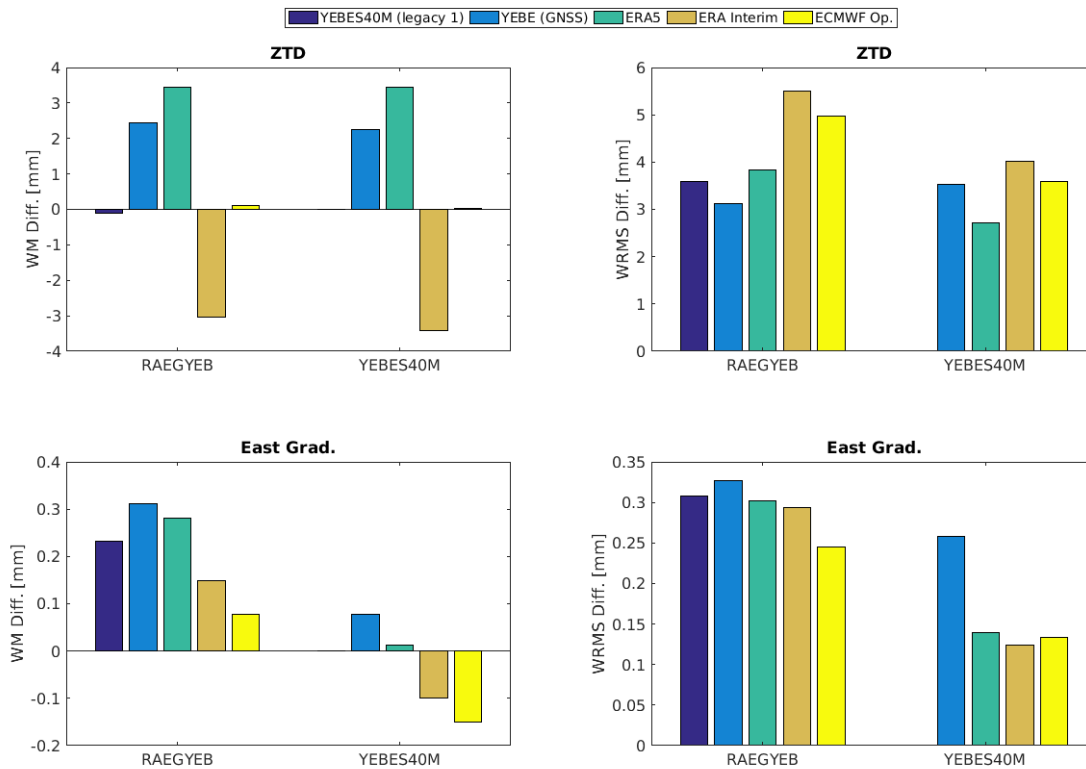 YEBES40M (legacy 1) YEBE (GNSS) ERA5 ERA Interim ECMWF Op.
ZTD
WM Diff. [mm]
4
3
2
1
0
-1
-2
-3
-4
RAEGYEB YEBES40M
ZTD
WRMS Diff. [mm]
6
5
4
3
2
1
0
RAEGYEB YEBES40M
East Grad.
WM Diff. [mm]
0.4
0.3
0.2
0.1
0
-0.1
-0.2
RAEGYEB YEBES40M
East Grad.
WRMS Diff. [mm]
0.35
0.3
0.25
0.2
0.15
0.1
0.05
0
RAEGYEB YEBES40M